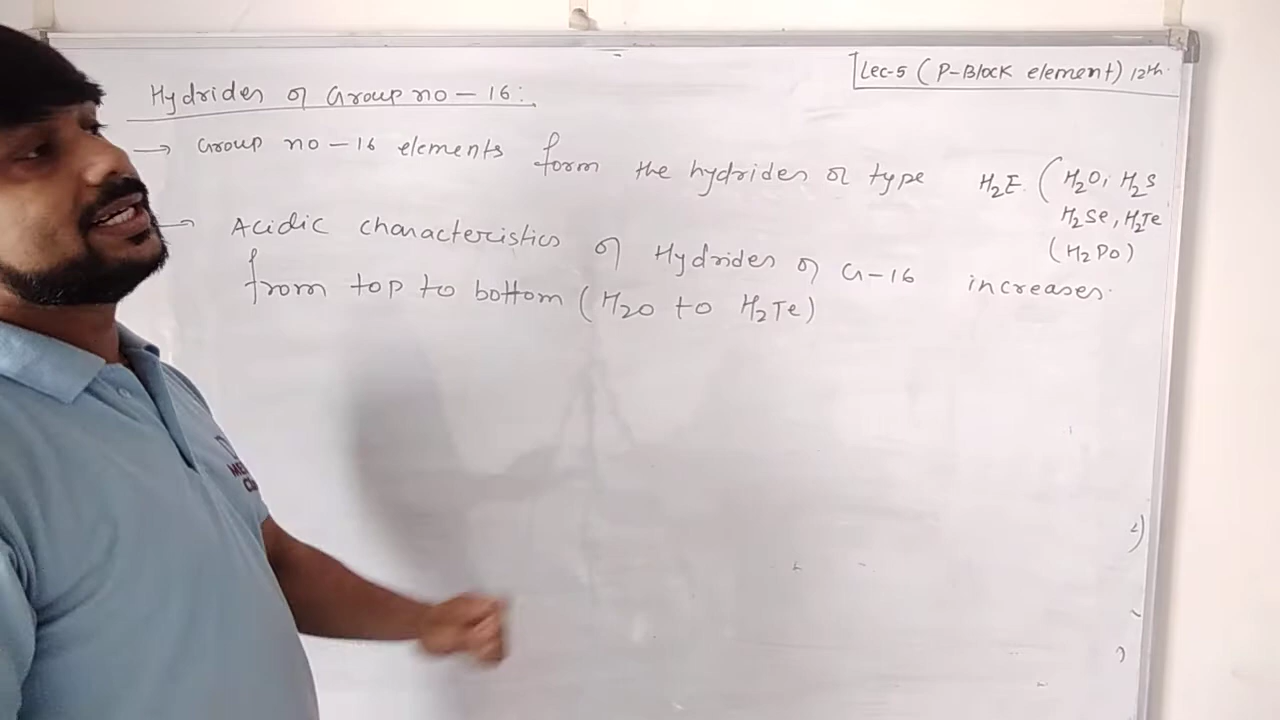 Lec-5 (P-Block element) 12th.
Hydrides of Group no - 16:
→ Group no - 16 elements form the hydrides of type H₂E. (H₂O, H₂S
H₂Se, H₂Te
(H₂Po)
→ Acidic characteristics of Hydrides of G-16 increases.
from top to bottom (H₂O to H₂Te)